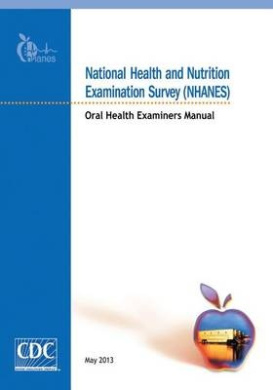 nhanes
National Health and Nutrition
Examination Survey (NHANES)
Oral Health Examiners Manual
CDC
May 2013